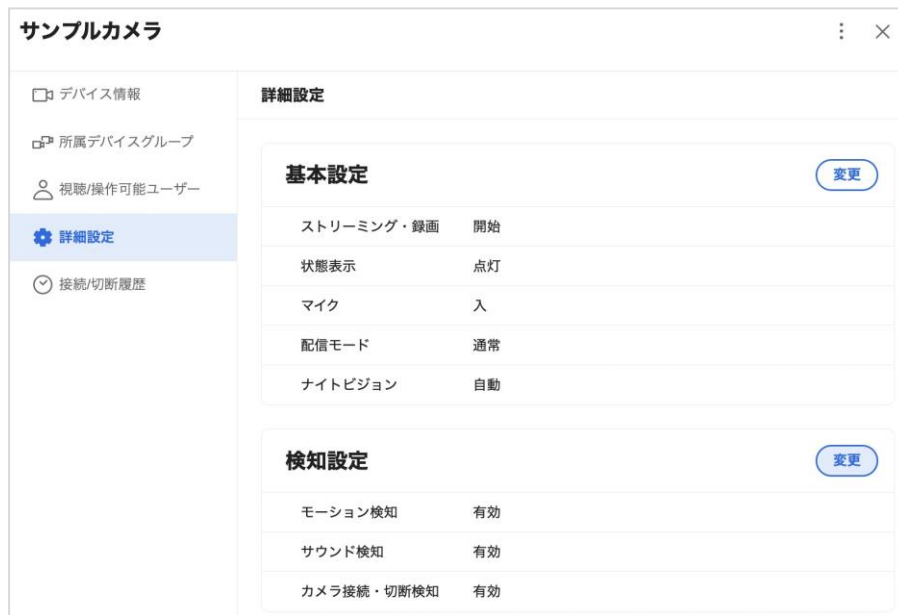 サンプルカメラ
デバイス情報
所属デバイスグループ
視聴/操作可能ユーザー
詳細設定
接続/切断履歴
詳細設定
基本設定 変更
ストリーミング・録画 開始
状態表示 点灯
マイク 入
配信モード 通常
ナイトビジョン 自動
検知設定 変更
モーション検知 有効
サウンド検知 有効
カメラ接続・切断検知 有効